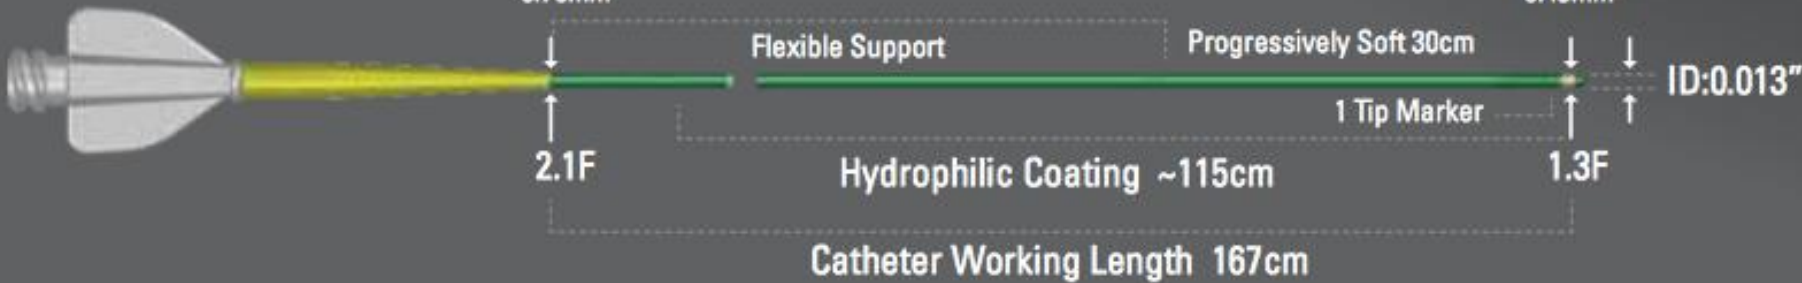 Flexible Support
Progressively Soft 30cm
ID:0.013"
1 Tip Marker
2.1F
Hydrophilic Coating ~115cm
1.3F
Catheter Working Length 167cm